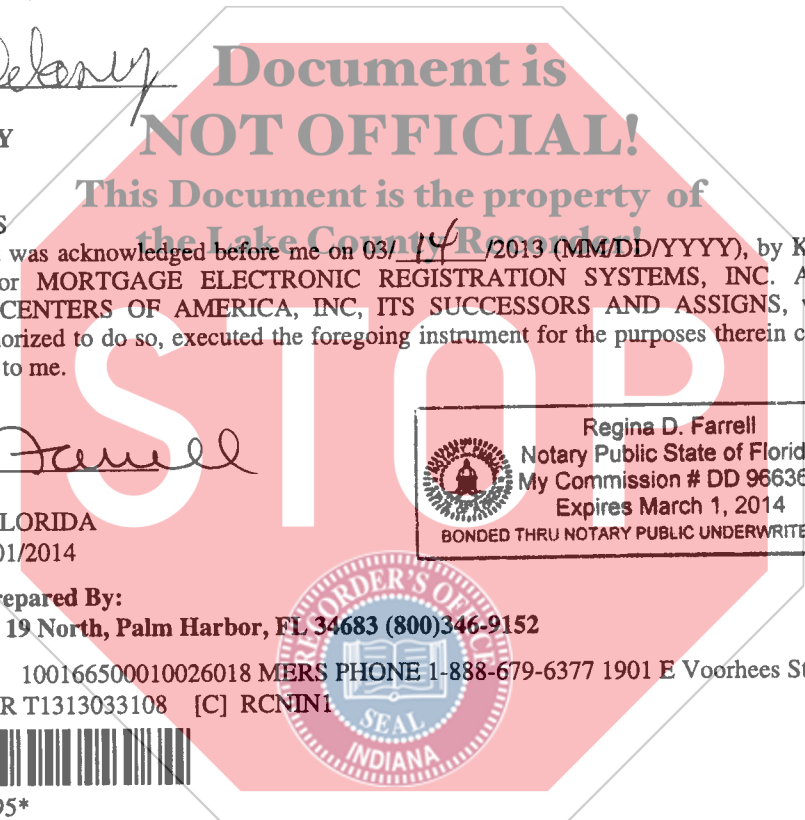 Delaney
Document is
Y
NOT OFFICIAL!
This Document is the property of
S
the Lake County Recorder!
was acknowledged before me on 03/ 14 /2013 (MM/DD/YYYY), by K
or MORTGAGE ELECTRONIC REGISTRATION SYSTEMS, INC. A
CENTERS OF AMERICA, INC, ITS SUCCESSORS AND ASSIGNS,
orized to do so, executed the foregoing instrument for the purposes therein c
to me.
STOP!
Farrell
Regina D. Farrell
Notary Public State of Florid
My Commission # DD 96636
Expires March 1, 2014
BONDED THRU NOTARY PUBLIC UNDERWRITE
LORIDA
01/2014
repared By:
19 North, Palm Harbor, FL 34683 (800)346-9152
100166500010026018 MERS PHONE 1-888-679-6377 1901 E Voorhees St
R T1313033108 [C] RCNIN1
RECORDER'S OFFICE
SEAL
INDIANA
95*